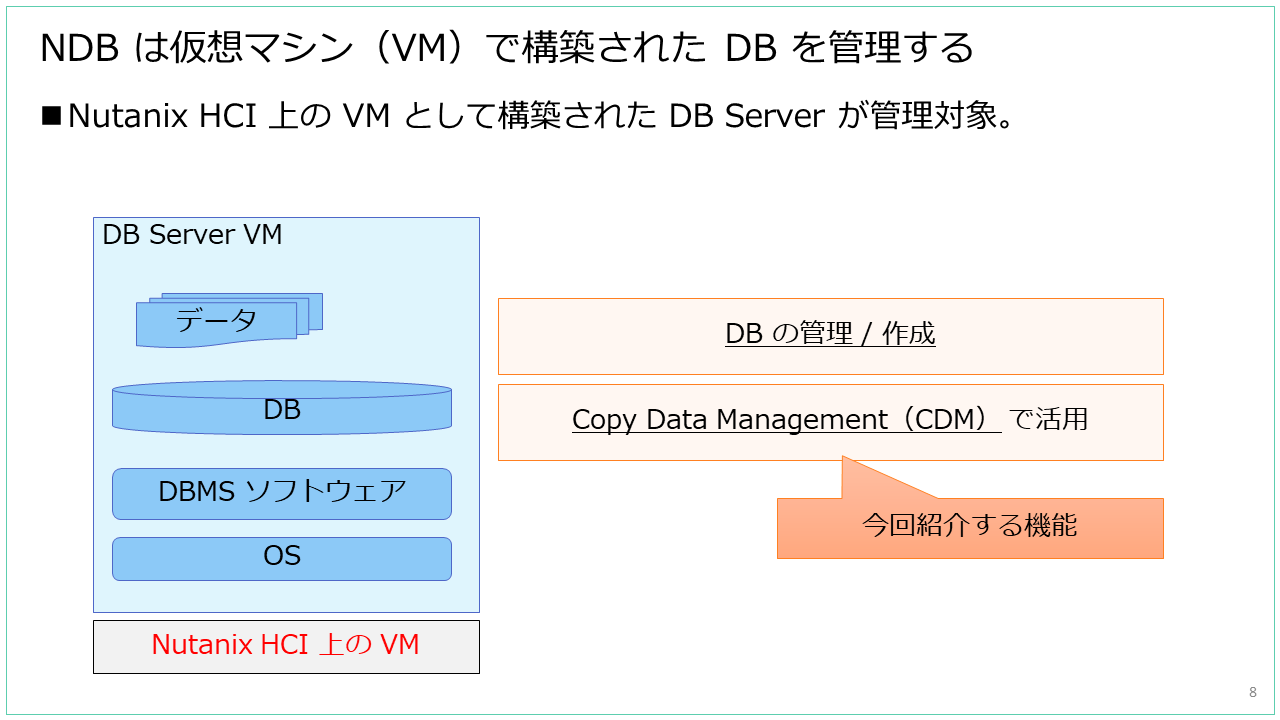 NDB は仮想マシン（VM）で構築された DB を管理する
■Nutanix HCI 上の VM として構築された DB Server が管理対象。
DB Server VM
データ
DB
DBMS ソフトウェア
OS
Nutanix HCI 上の VM
DB の管理 / 作成
Copy Data Management（CDM） で活用
今回紹介する機能
8